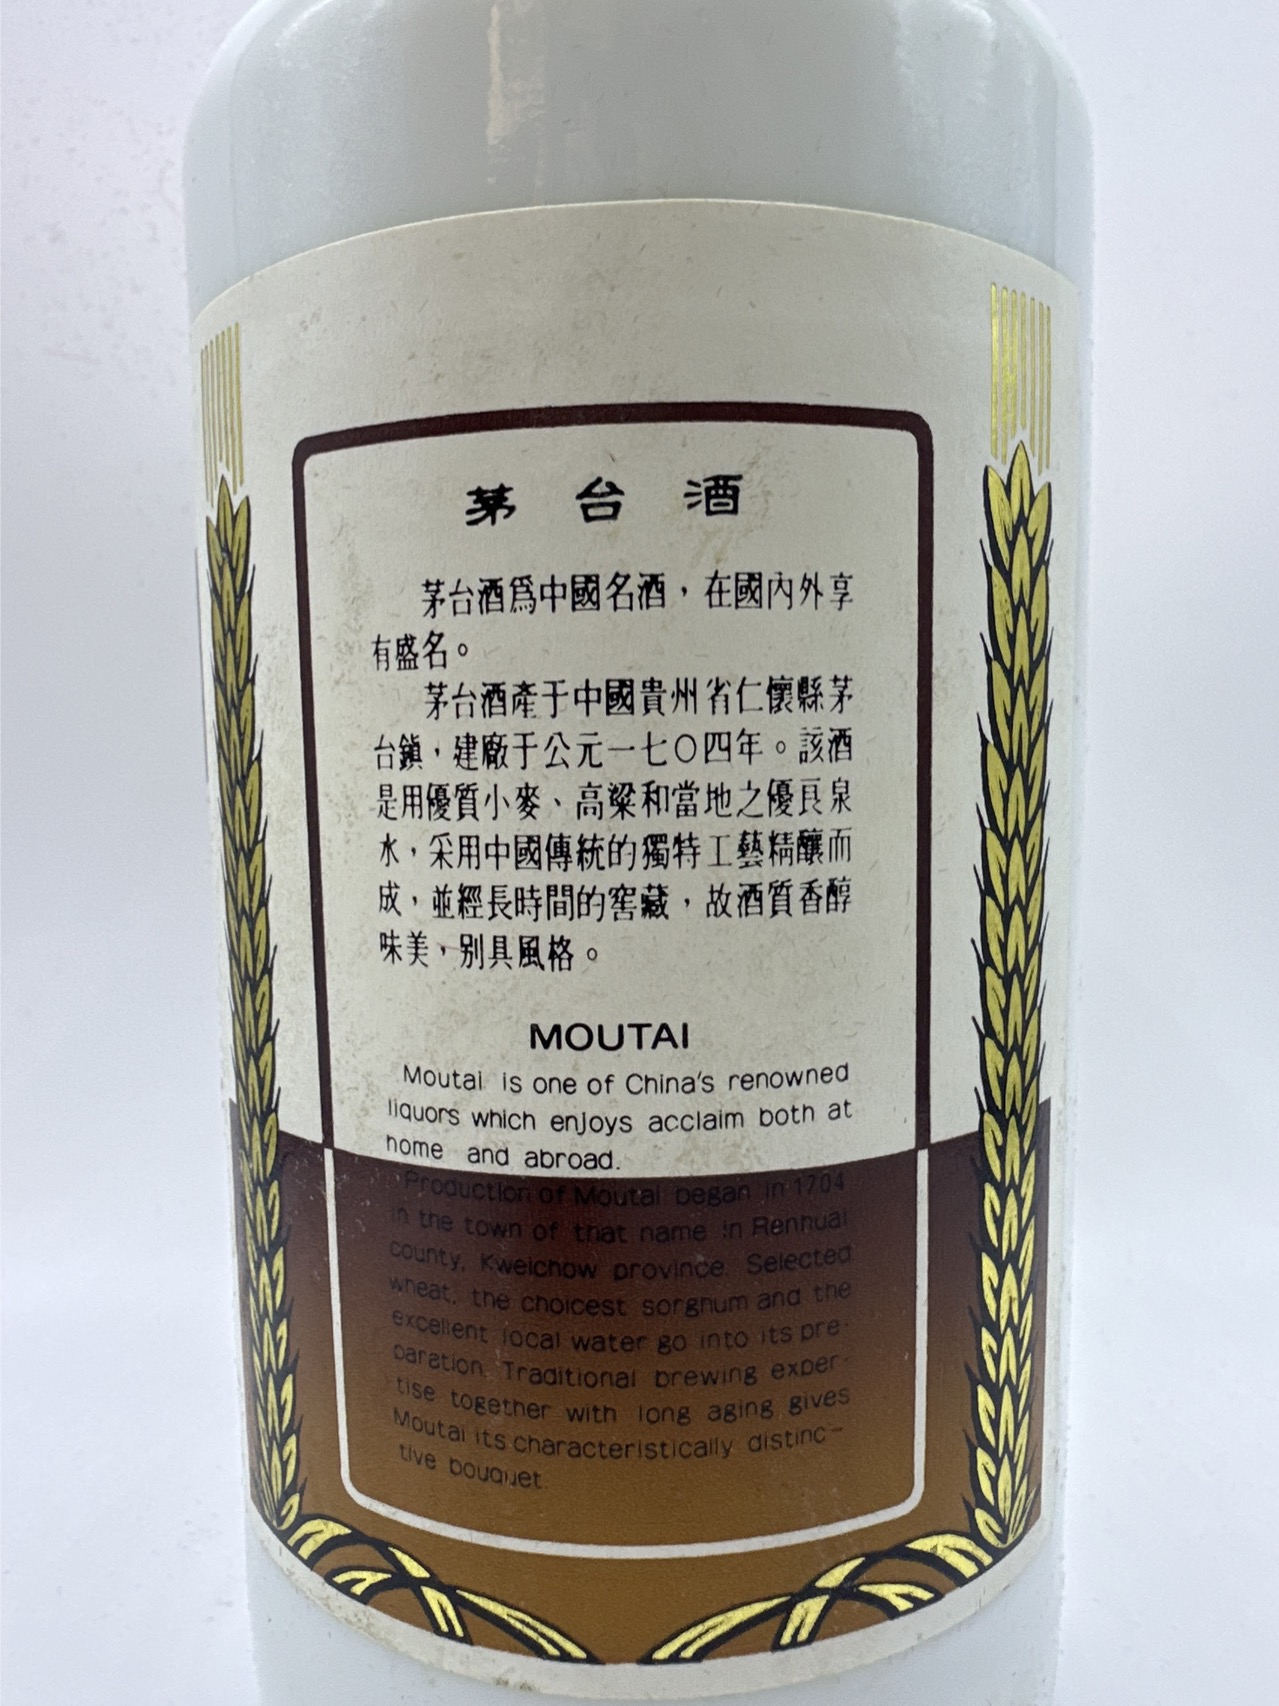 茅台酒
茅台酒爲中國名酒，在國內外享
有盛名。
茅台酒產于中國貴州省仁懷縣茅
台鎮，建廠于公元一七〇四年。該酒
是用優質小麥、高粱和當地之優良泉
水，采用中國傳統的獨特工藝精釀而
成，並經長時間的窖藏，故酒質香醇
味美，别具風格。
MOUTAI
Moutai is one of China's renowned
liquors which enjoys acclaim both at
home and abroad.
Production of Moutai began in 1704
in the town of that name in Renhuai
county, Kweichow province. Selected
wheat, the choicest sorghum and the
excellent local water go into its pre-
paration. Traditional brewing exper-
tise together with long aging gives
Moutai its characteristically distinc-
tive bouquet.